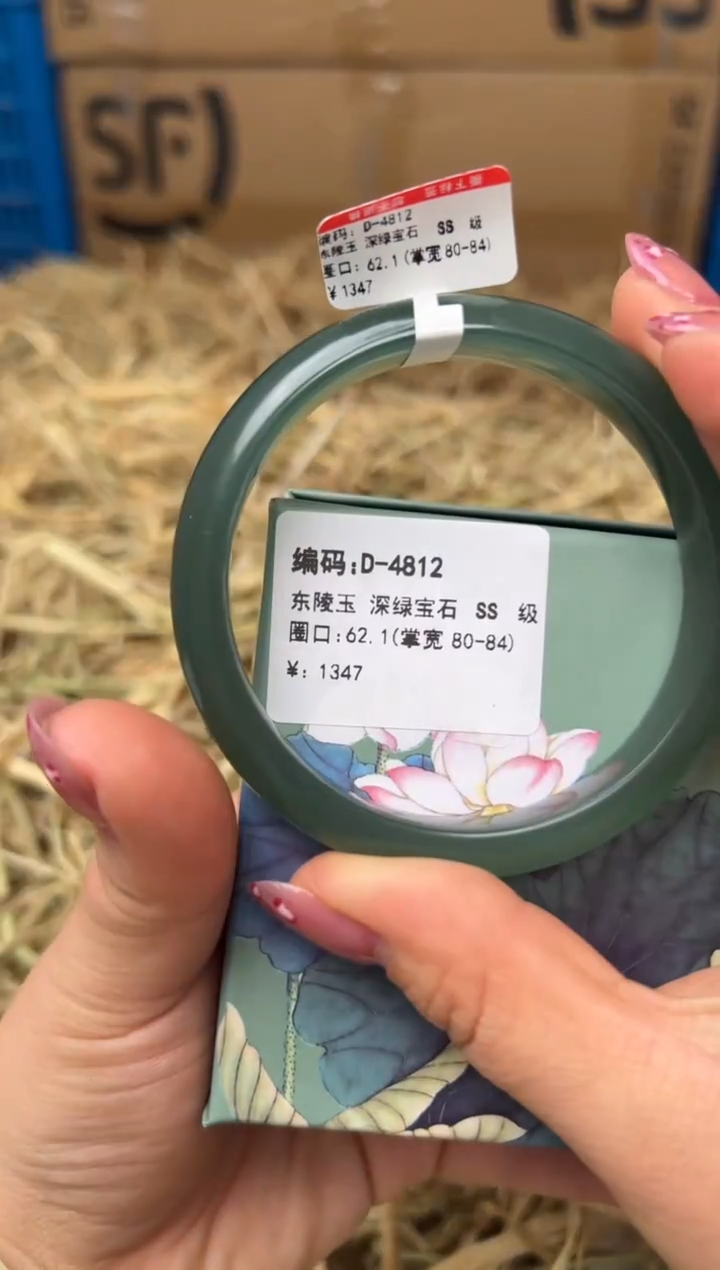 SF
编码: D-4812
东陵玉 深绿宝石 SS 级
圈口: 62.1(掌宽80-84)
¥1347
编码:D-4812
东陵玉 深绿宝石 SS 级
圈口:62.1(掌宽 80-84)
¥: 1347